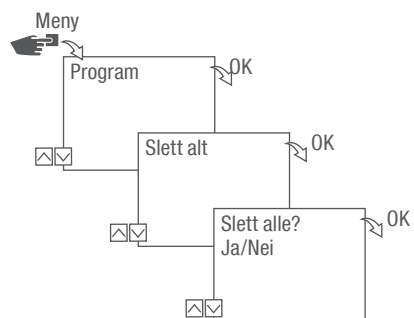 Meny
Program
OK
Slett alt
OK
Slett alle?
Ja/Nei
OK